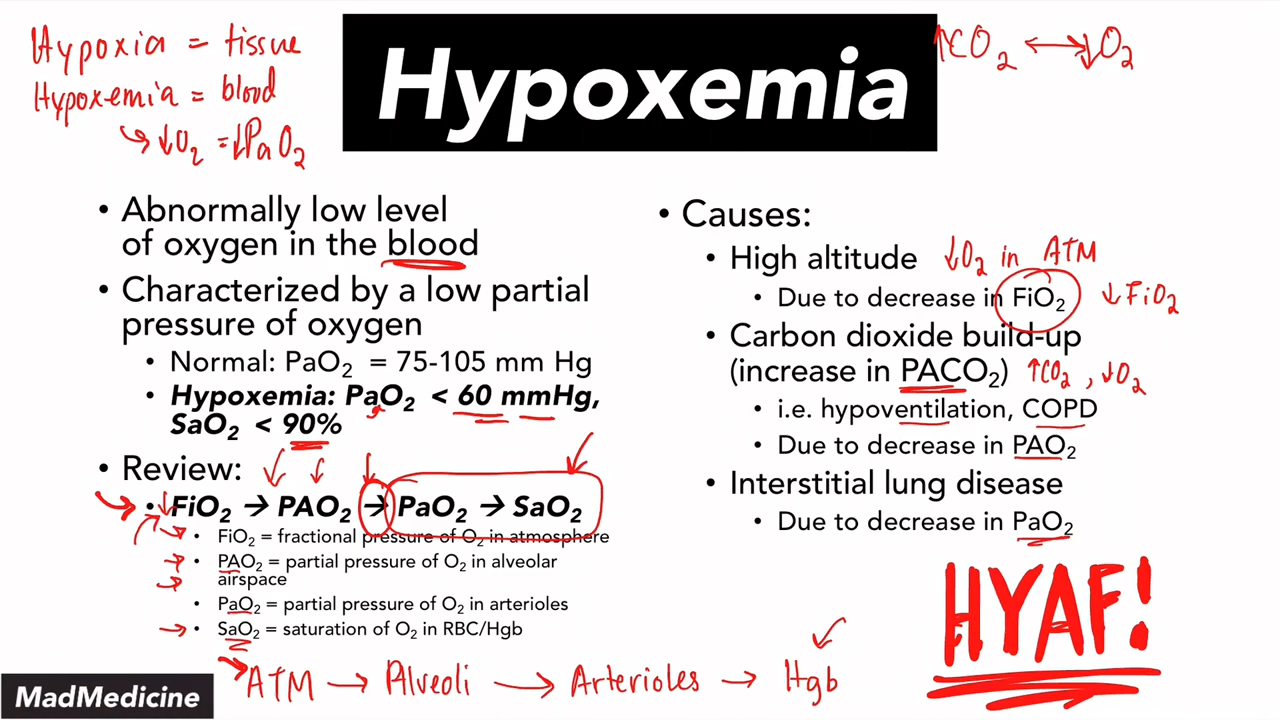 Hypoxia = tissue
Hypoxemia = blood
↳ ↓O₂ = ↓PaO₂
Hypoxemia
↑CO₂ ↔ ↓O₂
• Abnormally low level
of oxygen in the blood
• Characterized by a low partial
pressure of oxygen
• Normal: PaO₂ = 75-105 mm Hg
• Hypoxemia: PaO₂ < 60 mmHg,
SaO₂ < 90%
• Review:
• FiO₂ → PAO₂ → PaO₂ → SaO₂
• FiO₂ = fractional pressure of O₂ in atmosphere
• PAO₂ = partial pressure of O₂ in alveolar
airspace
• PaO₂ = partial pressure of O₂ in arterioles
• SaO₂ = saturation of O₂ in RBC/Hgb
ATM → Alveoli → Arterioles → Hgb
• Causes:
• High altitude ↓O₂ in ATM
• Due to decrease in FiO₂ ↓FiO₂
• Carbon dioxide build-up
(increase in PACO₂) ↑CO₂, ↓O₂
• i.e. hypoventilation, COPD
• Due to decrease in PAO₂
• Interstitial lung disease
• Due to decrease in PaO₂
HYAF!
MadMedicine